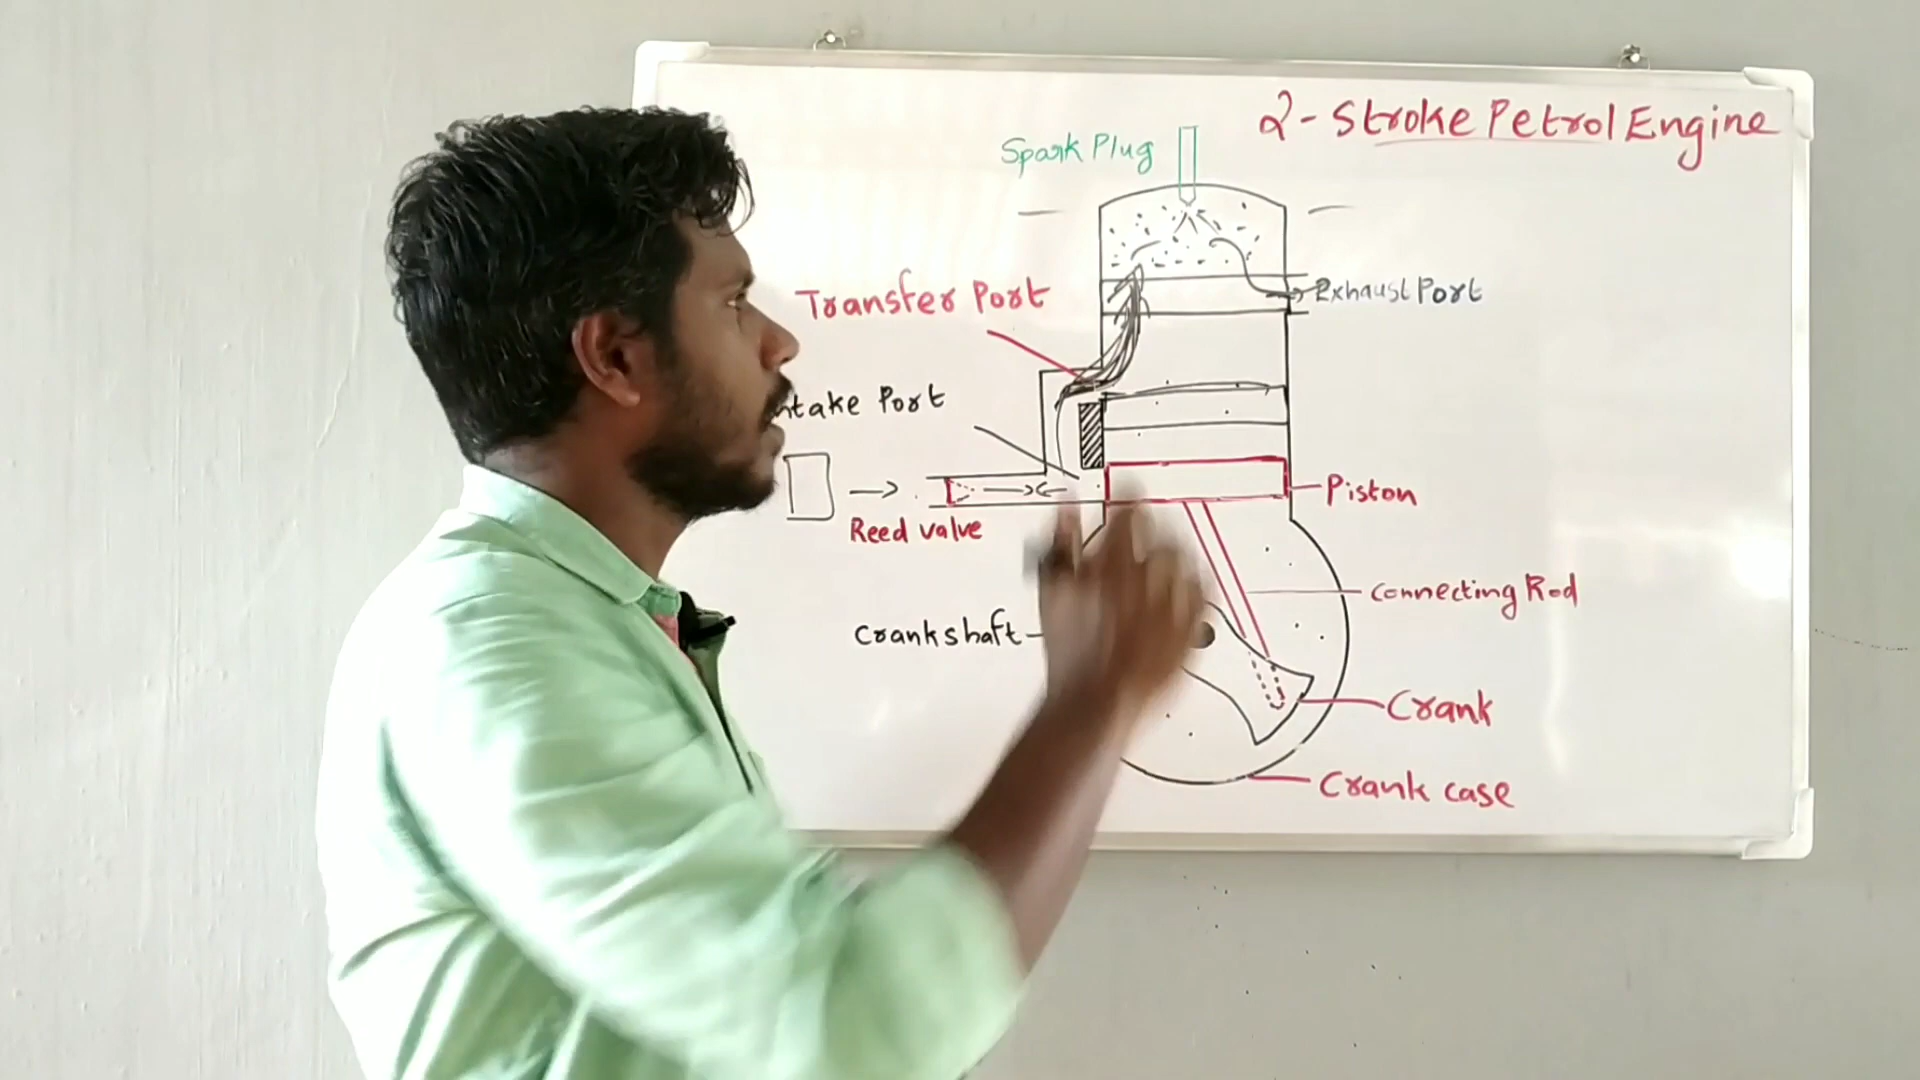 2-Stroke Petrol Engine
Spark Plug
Transfer Port
Exhaust Port
ntake Port
Piston
Reed valve
Connecting Rod
Crankshaft
Crank
Crank case